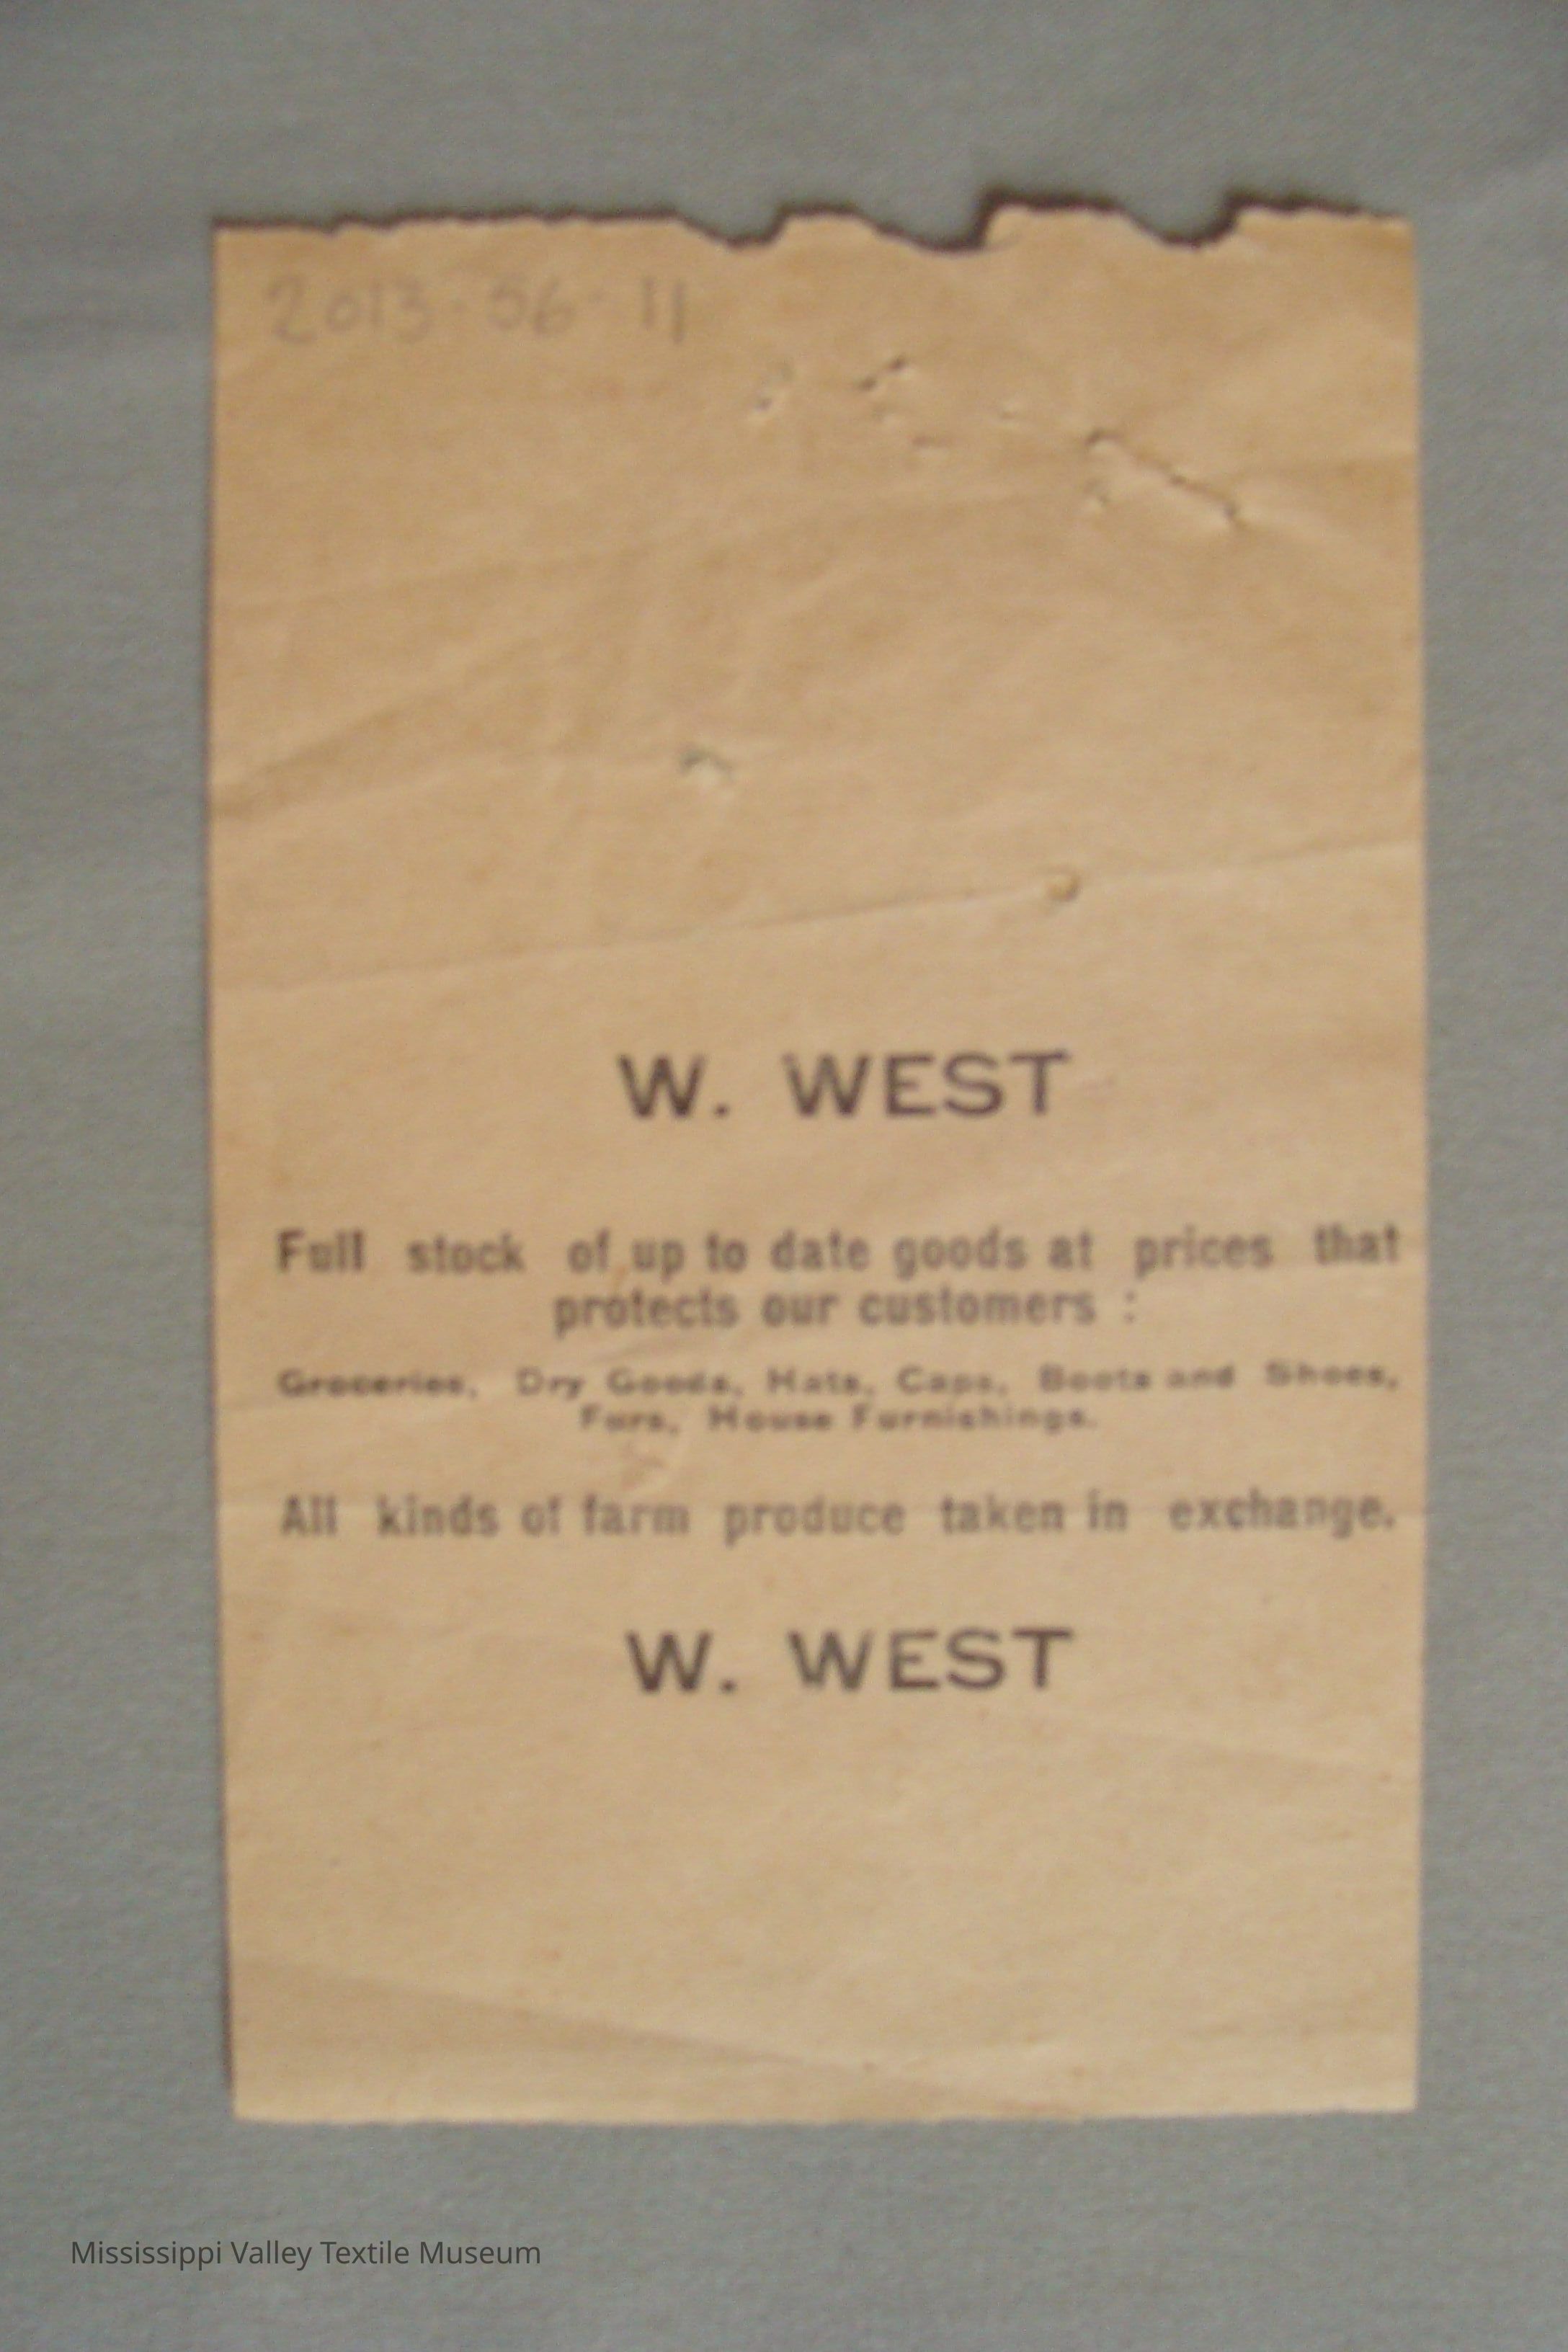 2013-56-11
W. WEST
Full stock of up to date goods at prices that
protects our customers :
Groceries, Dry Goods, Hats, Caps, Boots and Shoes,
Furs, House Furnishings.
All kinds of farm produce taken in exchange.
W. WEST
Mississippi Valley Textile Museum